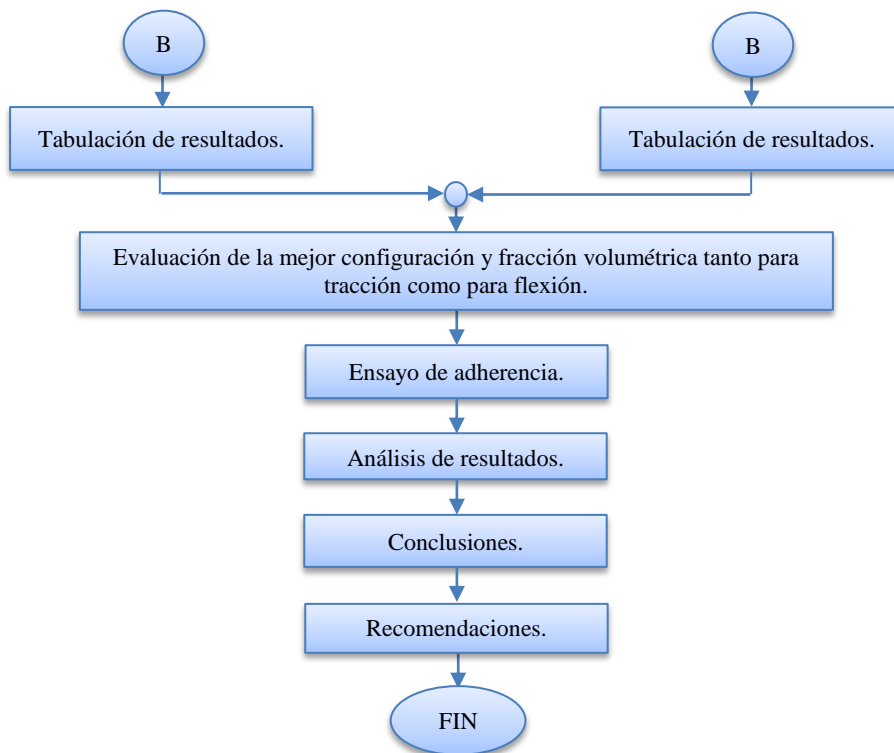 B
B
Tabulación de resultados.
Tabulación de resultados.
Evaluación de la mejor configuración y fracción volumétrica tanto para
tracción como para flexión.
Ensayo de adherencia.
Análisis de resultados.
Conclusiones.
Recomendaciones.
FIN